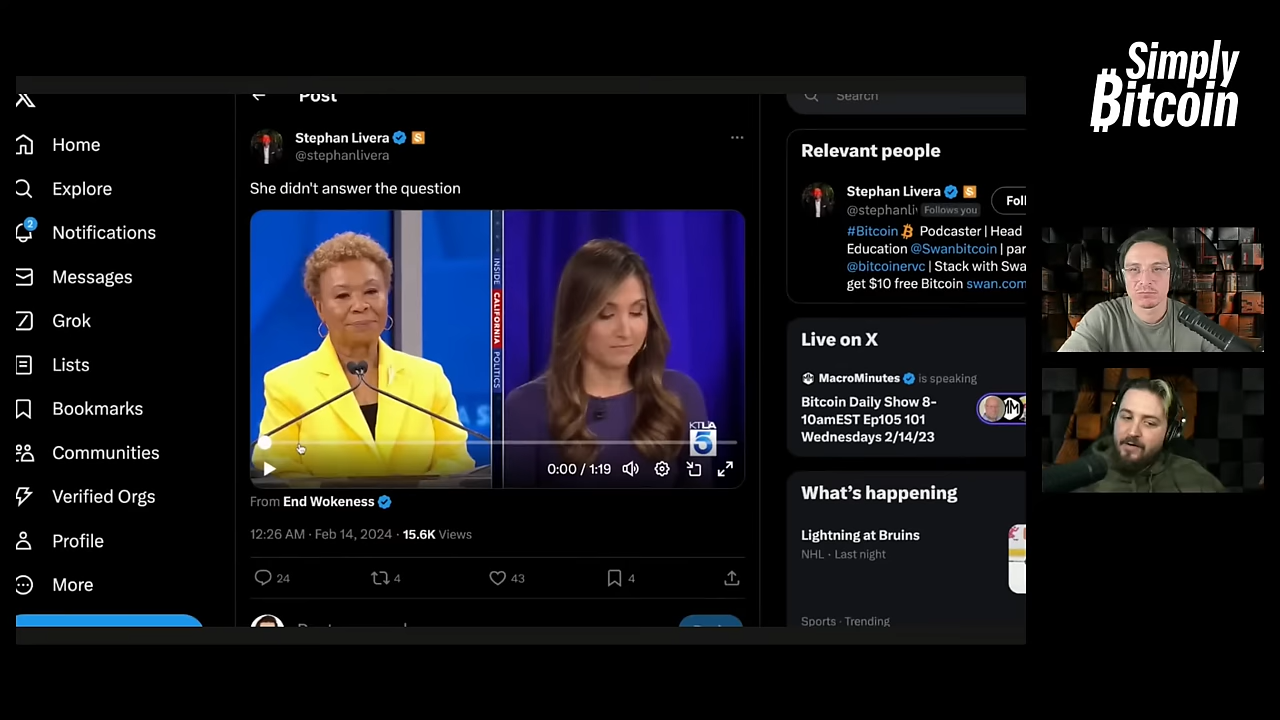 Simply
Bitcoin
Post
Search
Home
Explore
2
Notifications
Messages
Grok
Lists
Bookmarks
Communities
Verified Orgs
Profile
More
Stephan Livera
@stephanlivera
She didn't answer the question
INSIDE CALIFORNIA POLITICS
KTLA
5
0:00 / 1:19
From End Wokeness
12:26 AM · Feb 14, 2024 · 15.6K Views
24
4
43
4
Relevant people
Stephan Livera
@stephanli Follows you
Foll
#Bitcoin Podcaster | Head
Education @Swanbitcoin | par
@bitcoinervc | Stack with Swa
get $10 free Bitcoin swan.com
Live on X
MacroMinutes is speaking
Bitcoin Daily Show 8-
10amEST Ep105 101
Wednesdays 2/14/23
What's happening
Lightning at Bruins
NHL · Last night
Sports · Trending